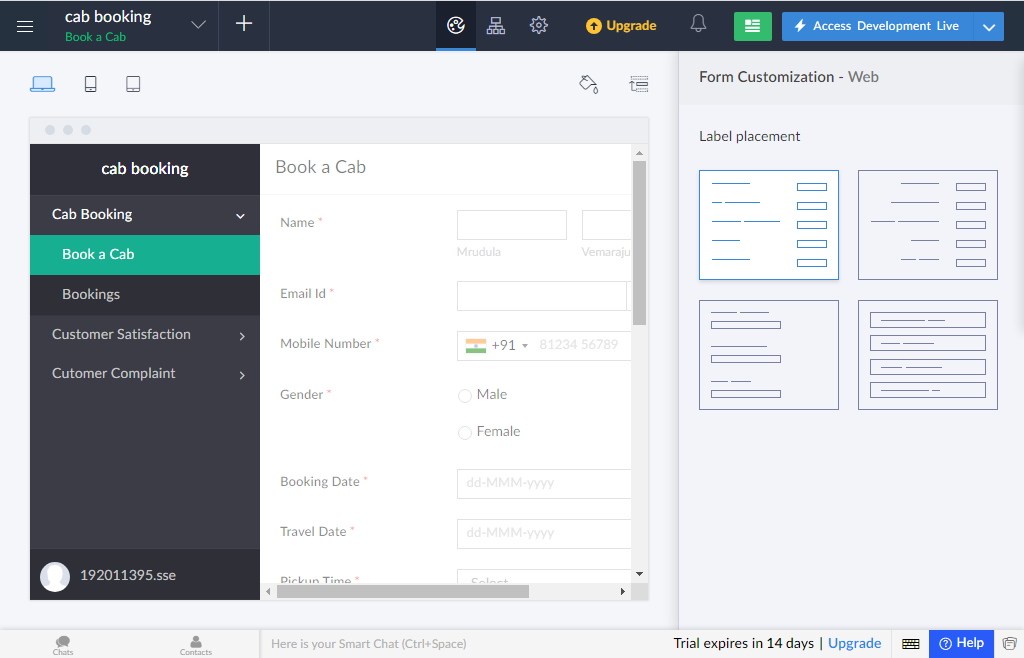 cab booking
Book a Cab
Upgrade
Access Development Live
Form Customization - Web
Label placement
cab booking
Cab Booking
Book a Cab
Bookings
Customer Satisfaction
Cutomer Complaint
192011395.sse
Book a Cab
Name *
Mrudula Vemaraju
Email Id *
Mobile Number * +91 81234 56789
Gender * Male
Female
Booking Date * dd-MMM-yyyy
Travel Date * dd-MMM-yyyy
Pickup Time * Select
Chats
Contacts
Here is your Smart Chat (Ctrl+Space)
Trial expires in 14 days | Upgrade
Help